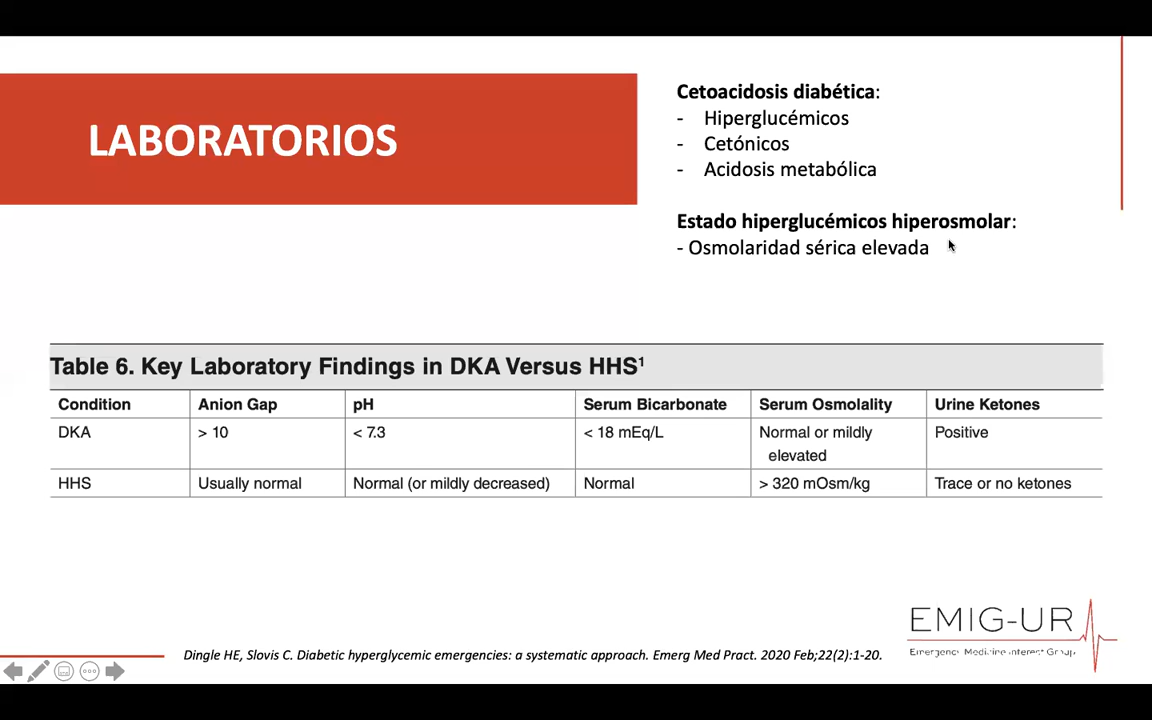 LABORATORIOS
Cetoacidosis diabética:
- Hiperglucémicos
- Cetónicos
- Acidosis metabólica
Estado hiperglucémicos hiperosmolar:
- Osmolaridad sérica elevada
Table 6. Key Laboratory Findings in DKA Versus HHS¹
Condition Anion Gap pH Serum Bicarbonate Serum Osmolality Urine Ketones
DKA > 10 < 7.3 < 18 mEq/L Normal or mildly Positive
elevated
HHS Usually normal Normal (or mildly decreased) Normal > 320 mOsm/kg Trace or no ketones
EMIG-UR
Emergency Medicine Interest Group
Dingle HE, Slovis C. Diabetic hyperglycemic emergencies: a systematic approach. Emerg Med Pract. 2020 Feb;22(2):1-20.